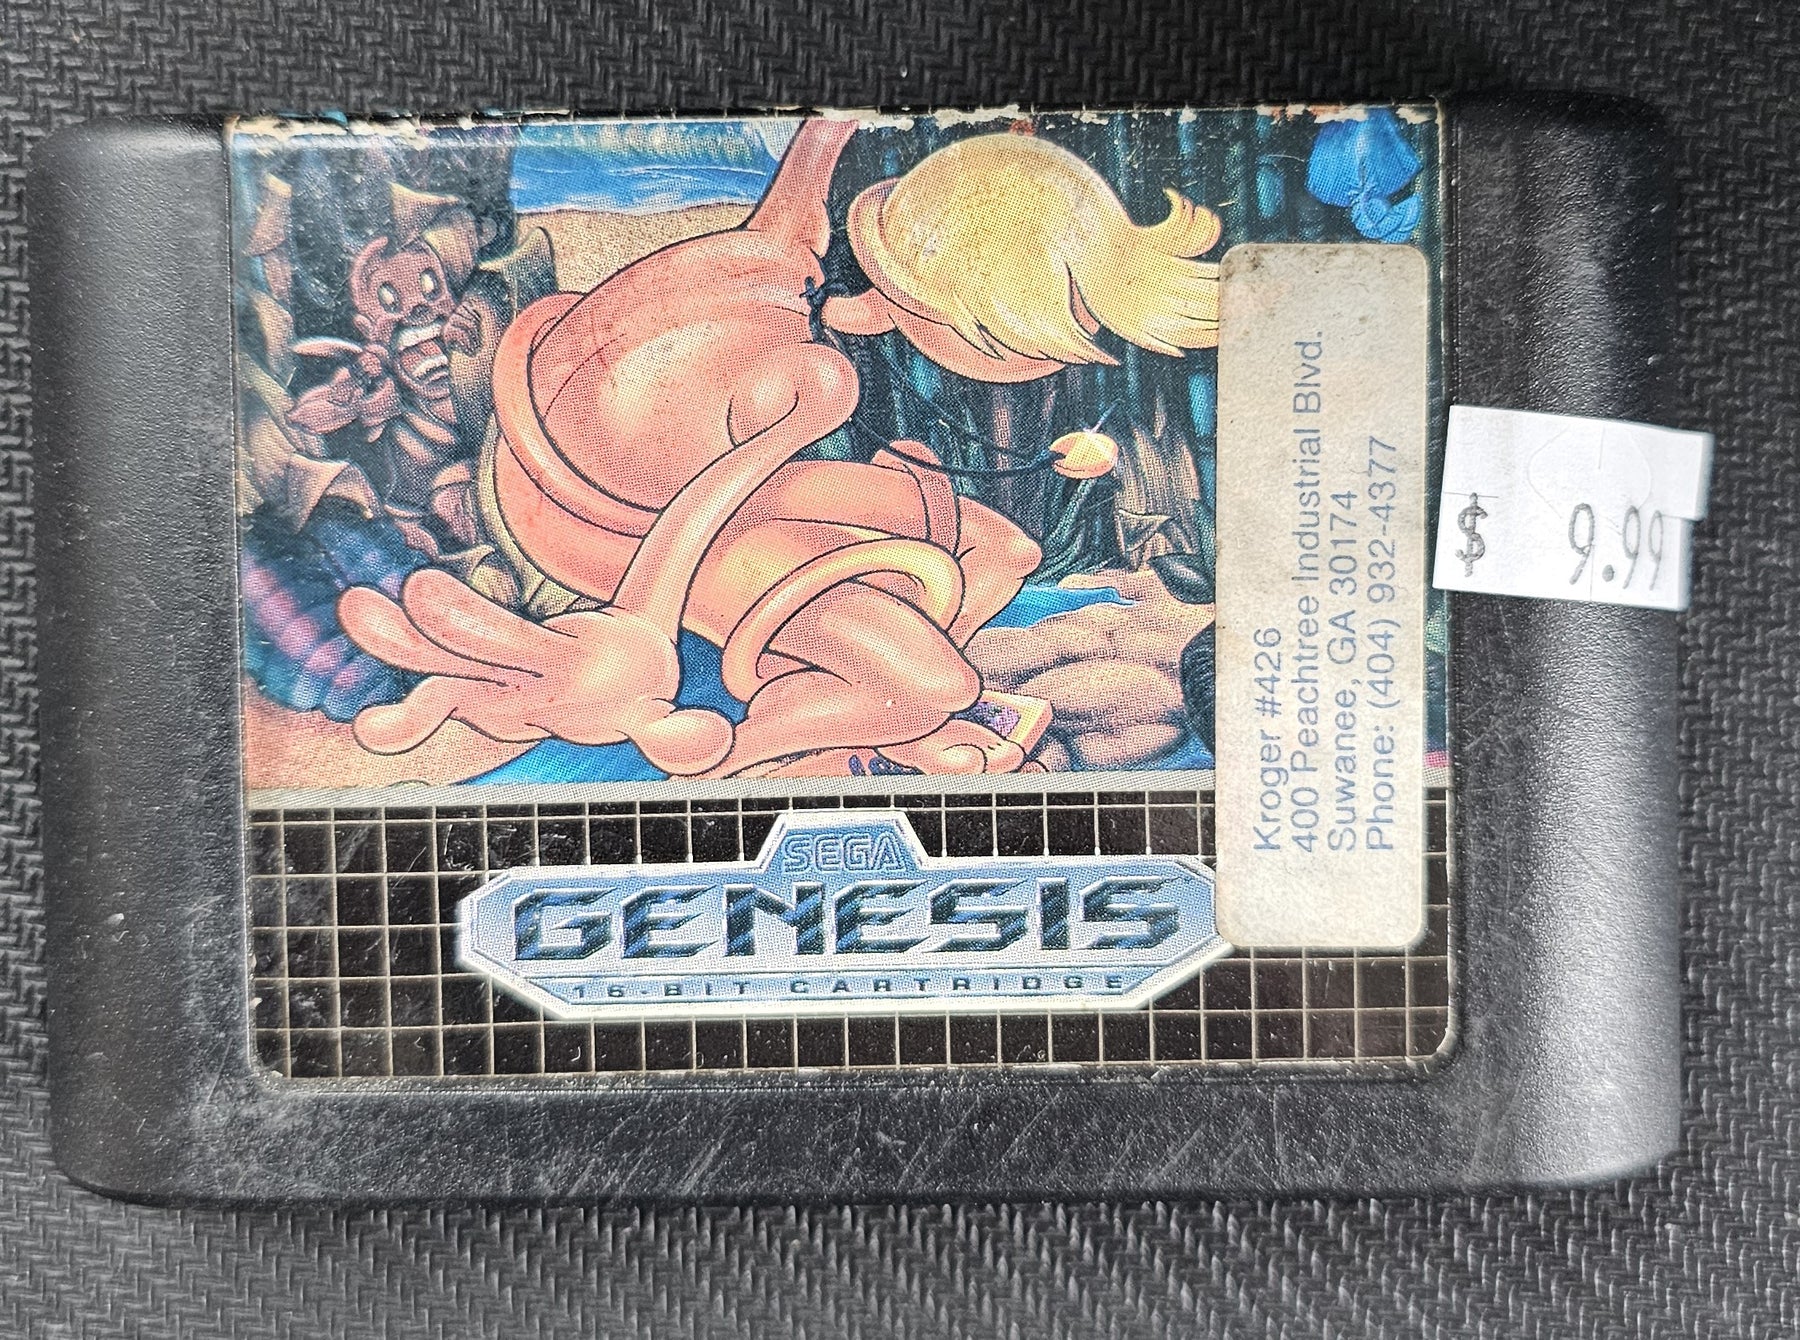 SEGA
GENESIS
16-BIT CARTRIDGE
Kroger #426
400 Peachtree Industrial Blvd.
Suwanee, GA 30174
Phone: (404) 932-4377
$ 9.99